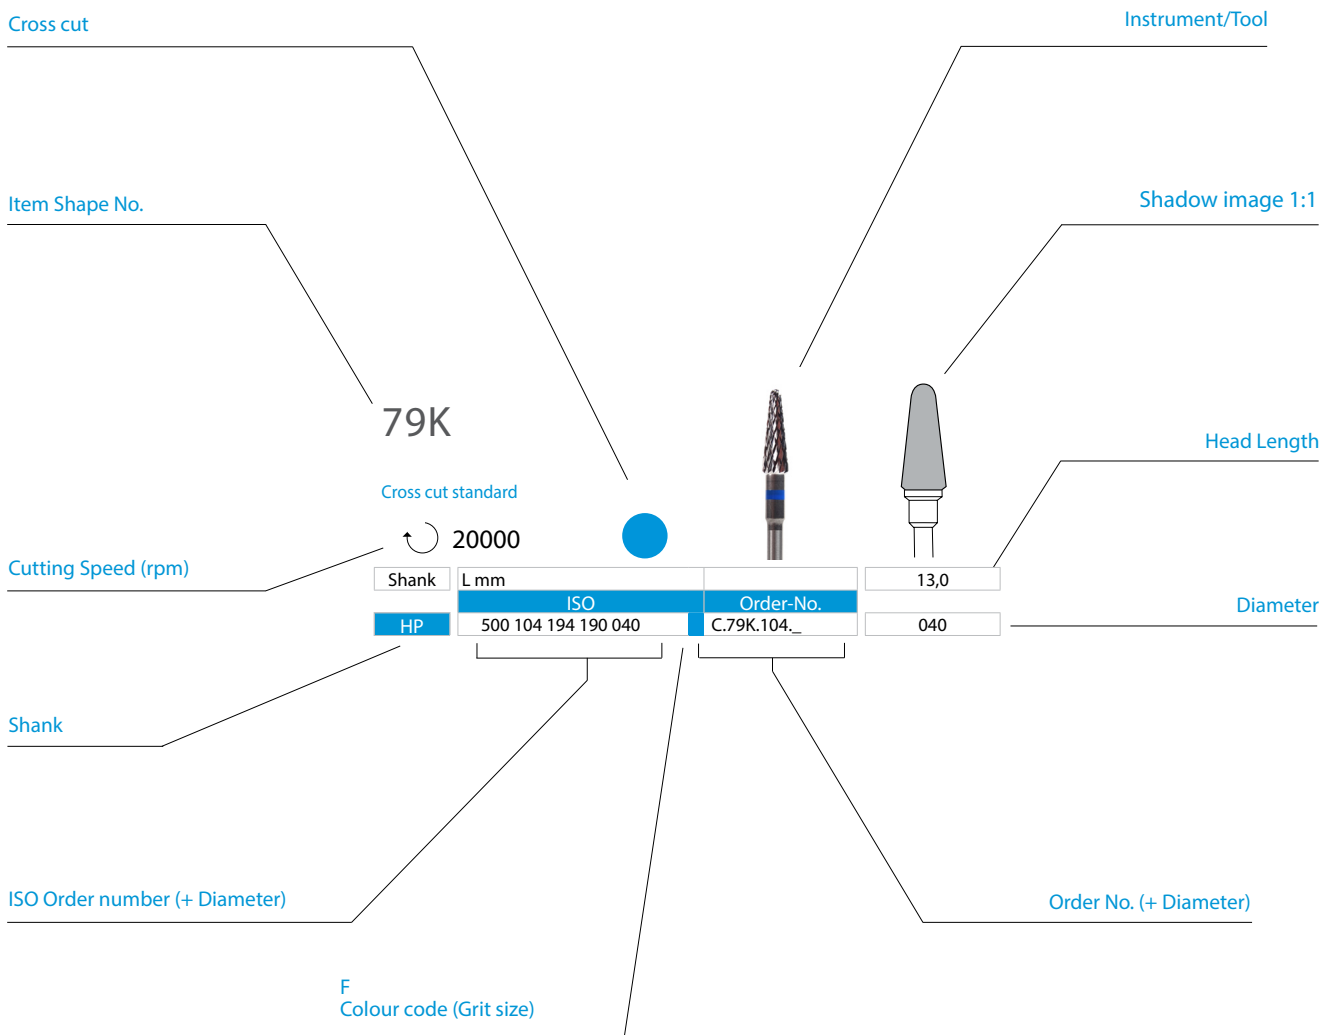 Cross cut
Instrument/Tool
Item Shape No.
Shadow image 1:1
79K
Head Length
Cross cut standard
20000
Cutting Speed (rpm)
Shank L mm 13,0
ISO Order-No.
Diameter
HP 500 104 194 190 040 C.79K.104._ 040
Shank
ISO Order number (+ Diameter)
Order No. (+ Diameter)
F
Colour code (Grit size)